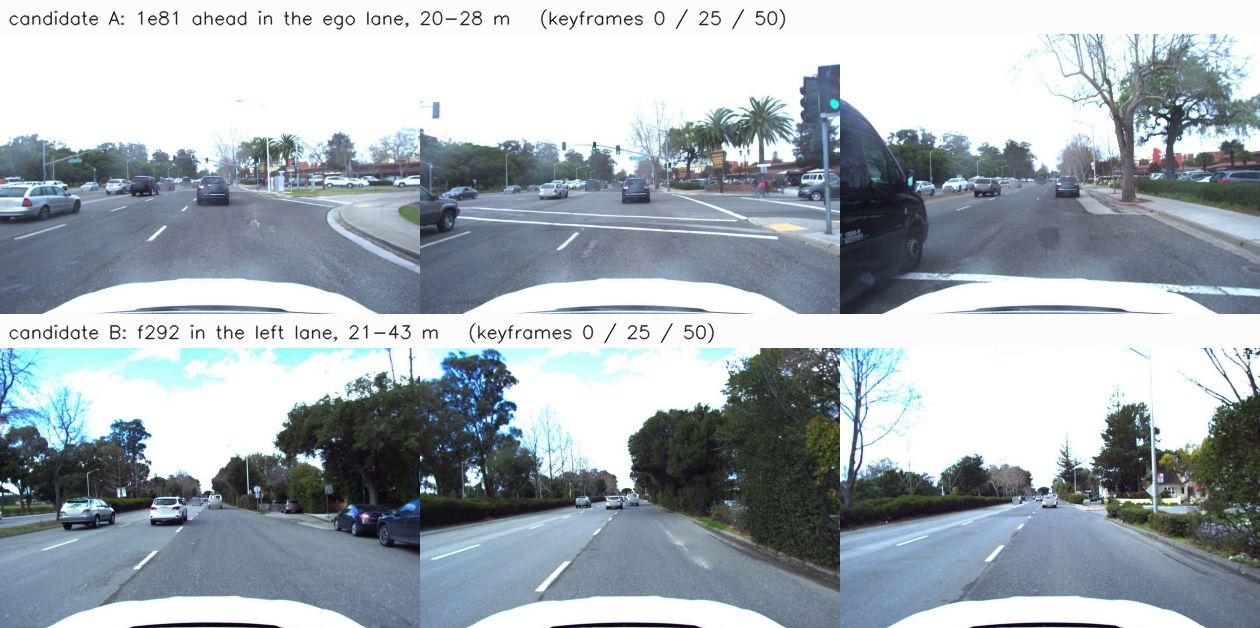 candidate A: 1e81 ahead in the ego lane, 20-28 m (keyframes 0 / 25 / 50)
candidate B: f292 in the left lane, 21-43 m (keyframes 0 / 25 / 50)